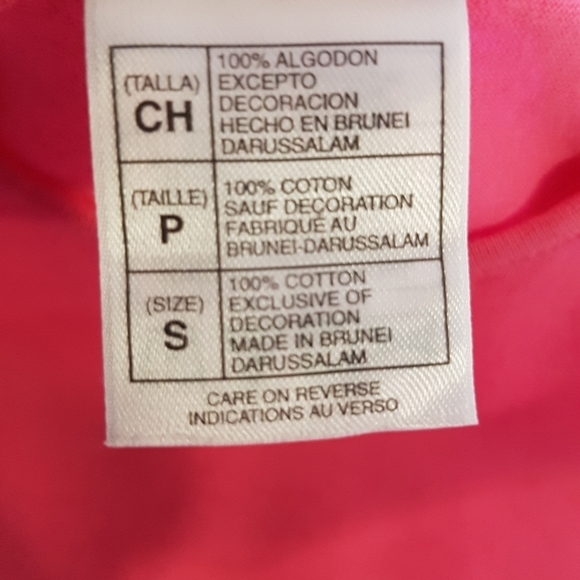 (TALLA)
CH
100% ALGODON
EXCEPTO
DECORACION
HECHO EN BRUNEI
DARUSSALAM
(TAILLE)
P
100% COTON
SAUF DECORATION
FABRIQUÉ AU
BRUNEI-DARUSSALAM
(SIZE)
S
100% COTTON
EXCLUSIVE OF
DECORATION
MADE IN BRUNEI
DARUSSALAM
CARE ON REVERSE
INDICATIONS AU VERSO